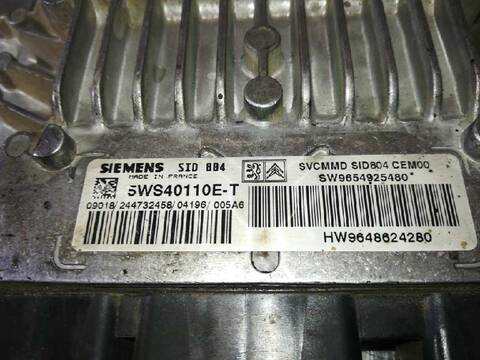 SIEMENS SID 804
MADE IN FRANCE
5WS40110E-T
09018/244732458/04196/005A6
SVCMMD SID804 CEM00
SW9654925480
HW9648624280